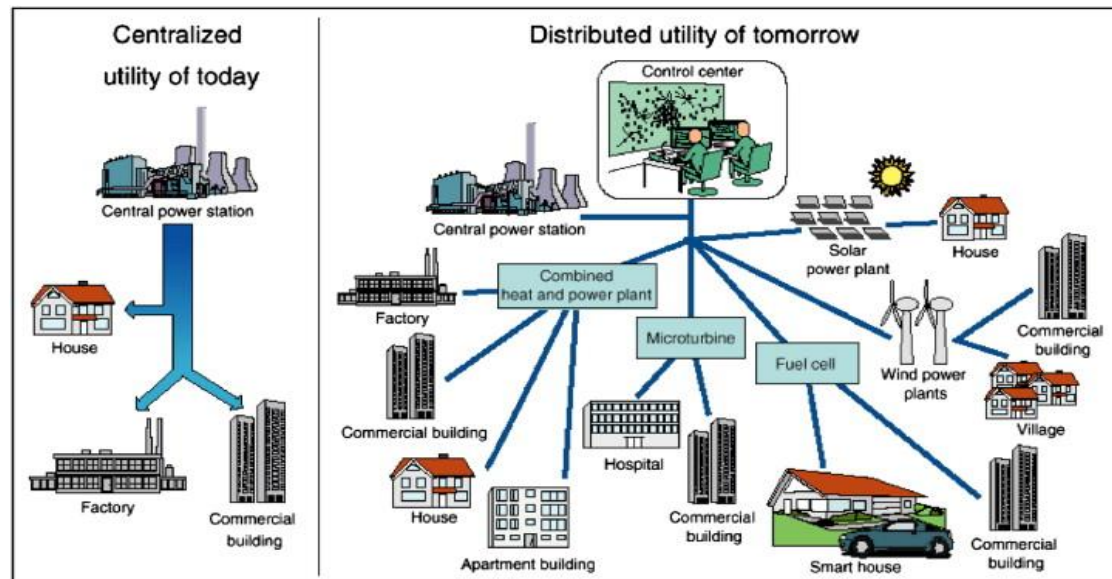 Centralized
utility of today
Central power station
House
Factory
Commercial
building
Distributed utility of tomorrow
Control center
Central power station
Solar
power plant
House
Combined
heat and power plant
Factory
Microturbine
Fuel cell
Wind power
plants
Commercial
building
Village
Commercial building
House
Apartment building
Hospital
Commercial
building
Smart house
Commercial
building